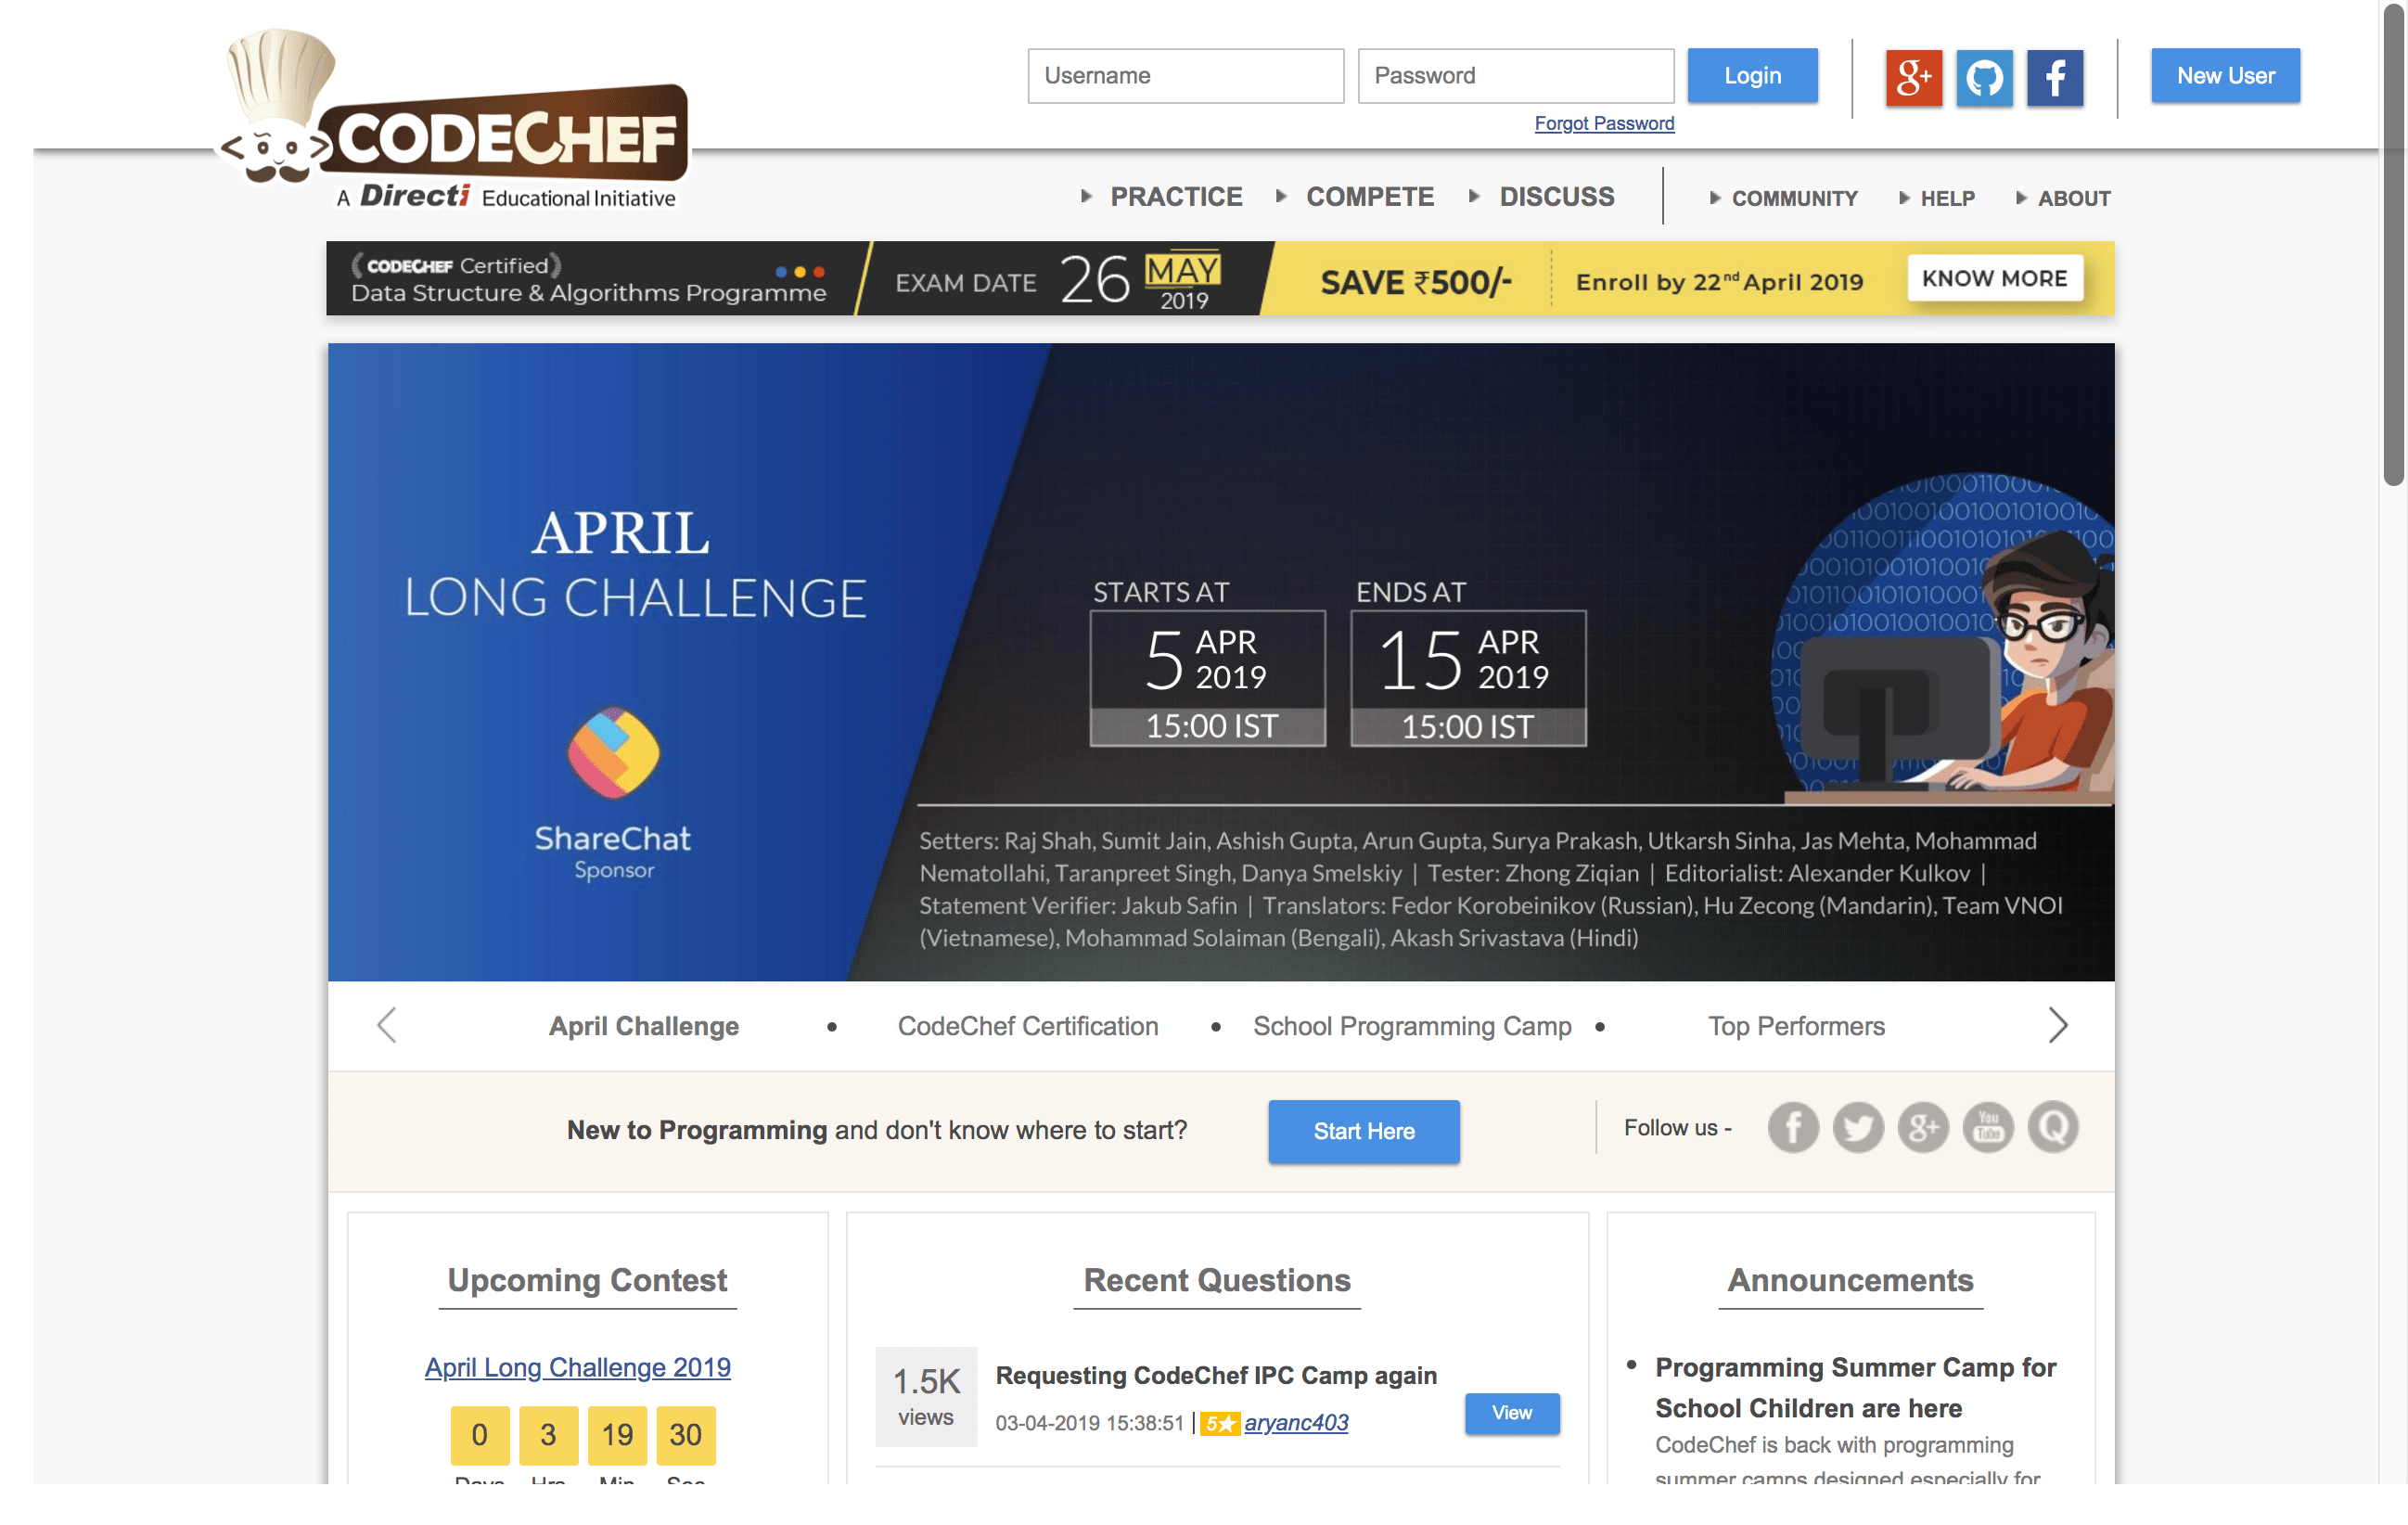 Username
Password
Login
g+
f
New User
Forgot Password
CODECHEF
A Directi Educational Initiative
PRACTICE
COMPETE
DISCUSS
COMMUNITY
HELP
ABOUT
(CODECHEF Certified)
Data Structure & Algorithms Programme
EXAM DATE 26 MAY 2019
SAVE ₹500/-
Enroll by 22nd April 2019
KNOW MORE
APRIL
LONG CHALLENGE
ShareChat
Sponsor
STARTS AT
5 APR 2019
15:00 IST
ENDS AT
15 APR 2019
15:00 IST
Setters: Raj Shah, Sumit Jain, Ashish Gupta, Arun Gupta, Surya Prakash, Utkarsh Sinha, Jas Mehta, Mohammad
Nematollahi, Taranpreet Singh, Danya Smelskiy | Tester: Zhong Ziqian | Editorialist: Alexander Kulkov |
Statement Verifier: Jakub Safin | Translators: Fedor Korobeinikov (Russian), Hu Zecong (Mandarin), Team VNOI
(Vietnamese), Mohammad Solaiman (Bengali), Akash Srivastava (Hindi)
April Challenge
CodeChef Certification
School Programming Camp
Top Performers
New to Programming and don't know where to start?
Start Here
Follow us -
f
g+
You Tube
Q
Upcoming Contest
April Long Challenge 2019
0 3 19 30
Days Hrs Min Sec
Recent Questions
1.5K
views
Requesting CodeChef IPC Camp again
03-04-2019 15:38:51 | 5★ aryanc403
View
Announcements
• Programming Summer Camp for
School Children are here
CodeChef is back with programming
summer camps designed especially for